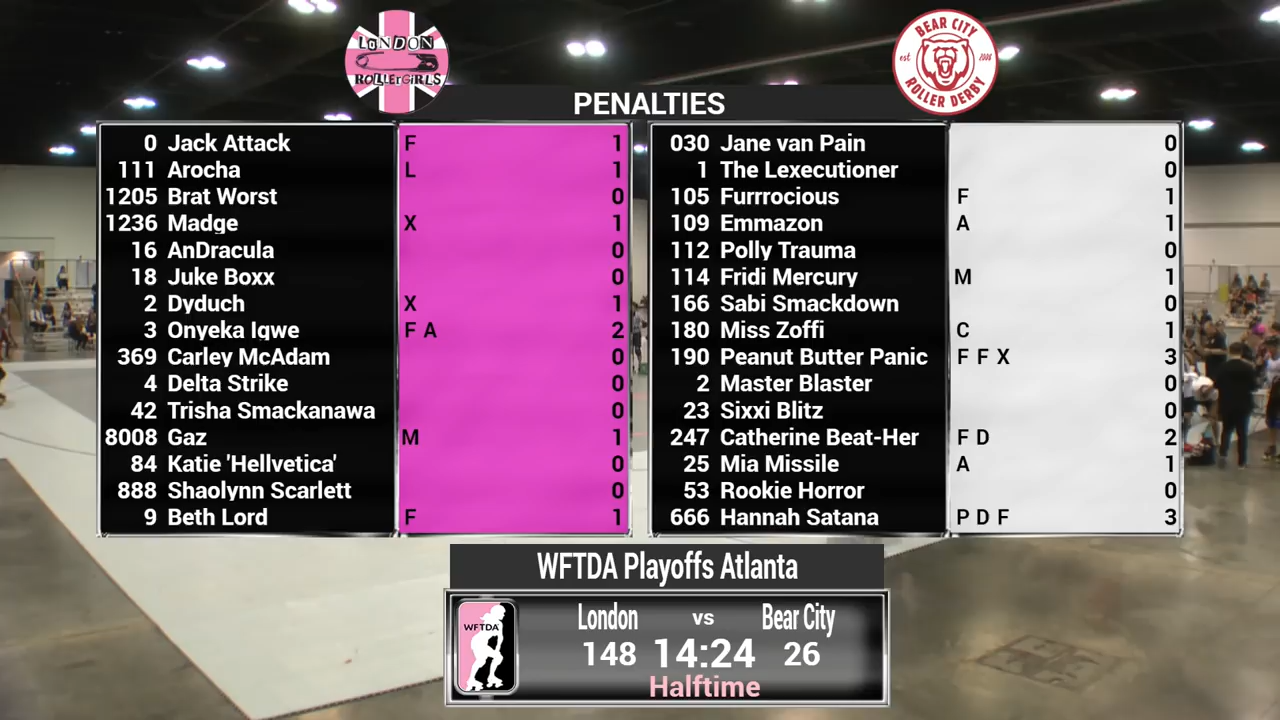 LONDON
ROLLERGIRLS
BEAR CITY
est 2008
ROLLER DERBY
PENALTIES
0 Jack Attack F 1
111 Arocha L 1
1205 Brat Worst 0
1236 Madge X 1
16 AnDracula 0
18 Juke Boxx 0
2 Dyduch X 1
3 Onyeka Igwe F A 2
369 Carley McAdam 0
4 Delta Strike 0
42 Trisha Smackanawa 0
8008 Gaz M 1
84 Katie 'Hellvetica' 0
888 Shaolynn Scarlett 0
9 Beth Lord F 1
030 Jane van Pain 0
1 The Lexecutioner 0
105 Furrrocious F 1
109 Emmazon A 1
112 Polly Trauma 0
114 Fridi Mercury M 1
166 Sabi Smackdown 0
180 Miss Zoffi C 1
190 Peanut Butter Panic F F X 3
2 Master Blaster 0
23 Sixxi Blitz 0
247 Catherine Beat-Her F D 2
25 Mia Missile A 1
53 Rookie Horror 0
666 Hannah Satana P D F 3
WFTDA Playoffs Atlanta
WFTDA
London vs Bear City
148 14:24 26
Halftime